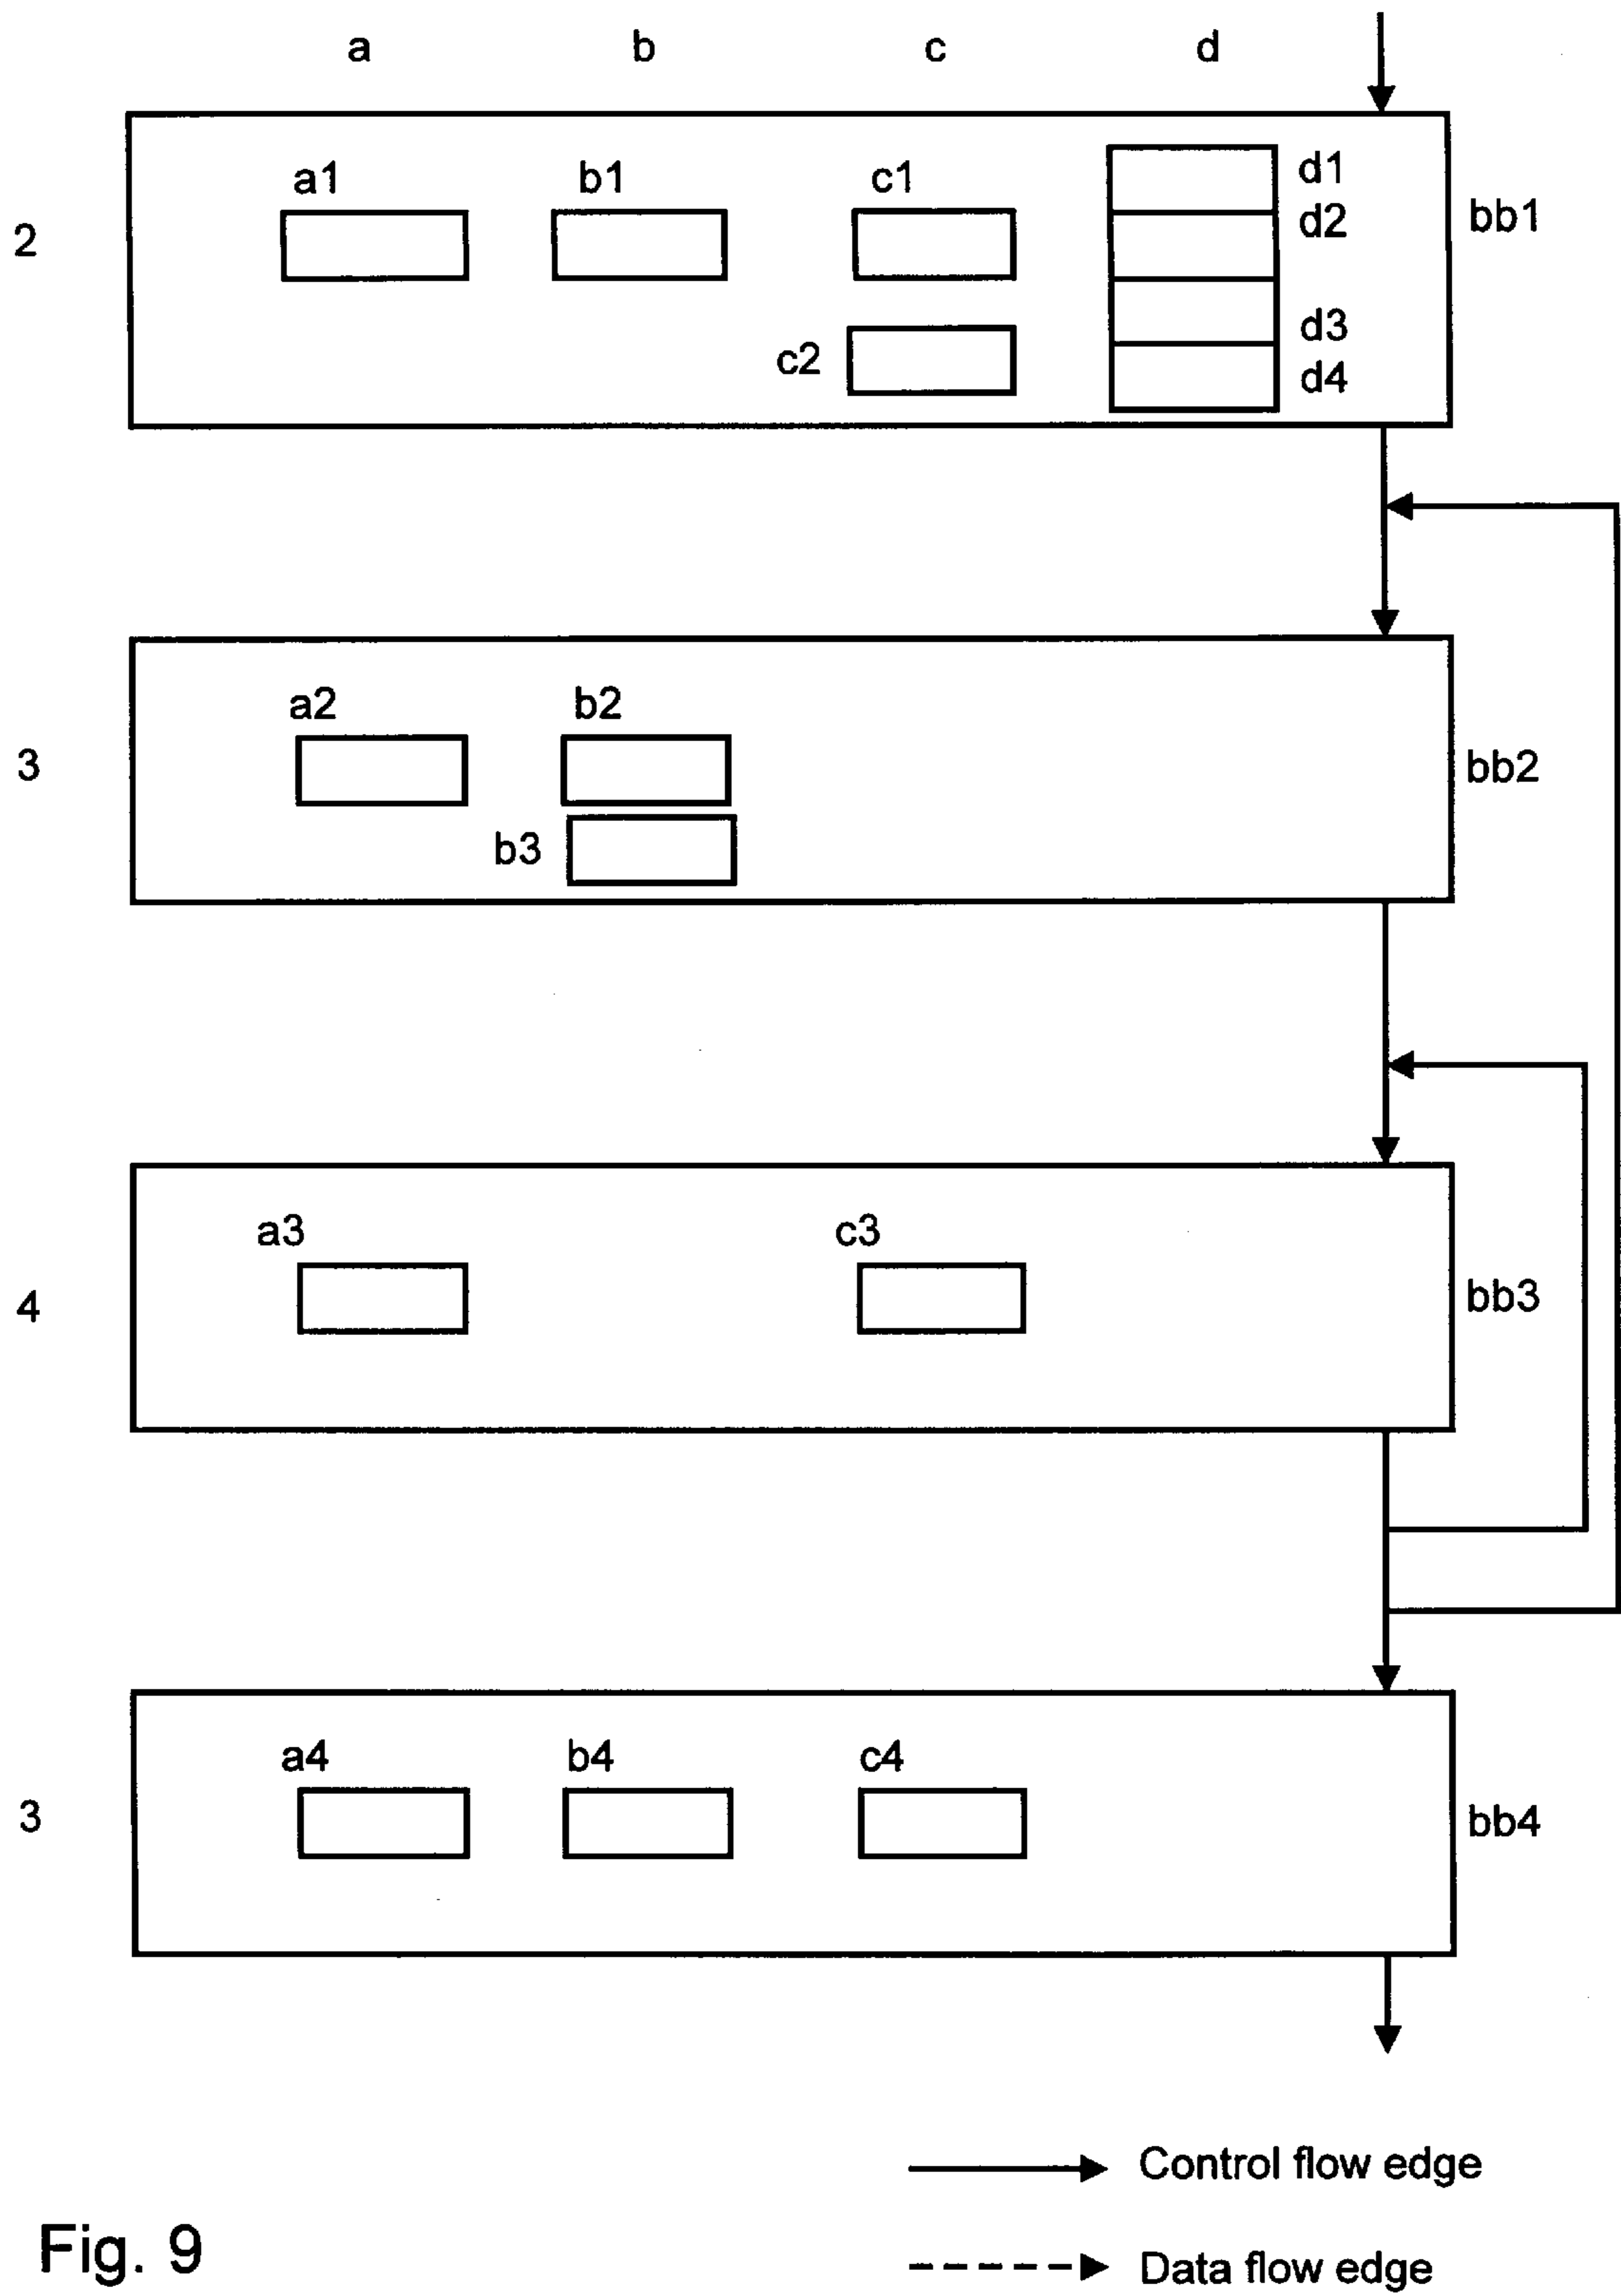 a b c d
a1 b1 c1 d1
2 d2 bb1
c2 d3
d4
a2 b2
3 bb2
b3
a3 c3
4 bb3
a4 b4 c4
3 bb4
Control flow edge
Fig. 9
Data flow edge